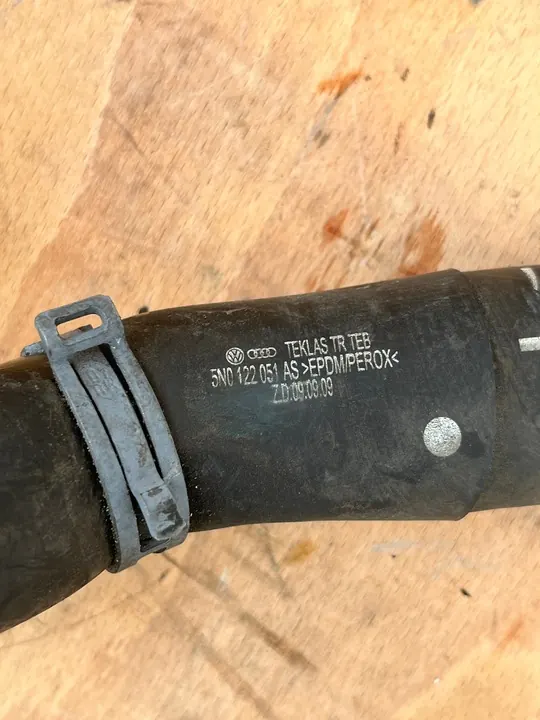 TEKLAS TR TEB
5N0 122 051 AS >EPDM/PEROX<
Z.D.09.09.09